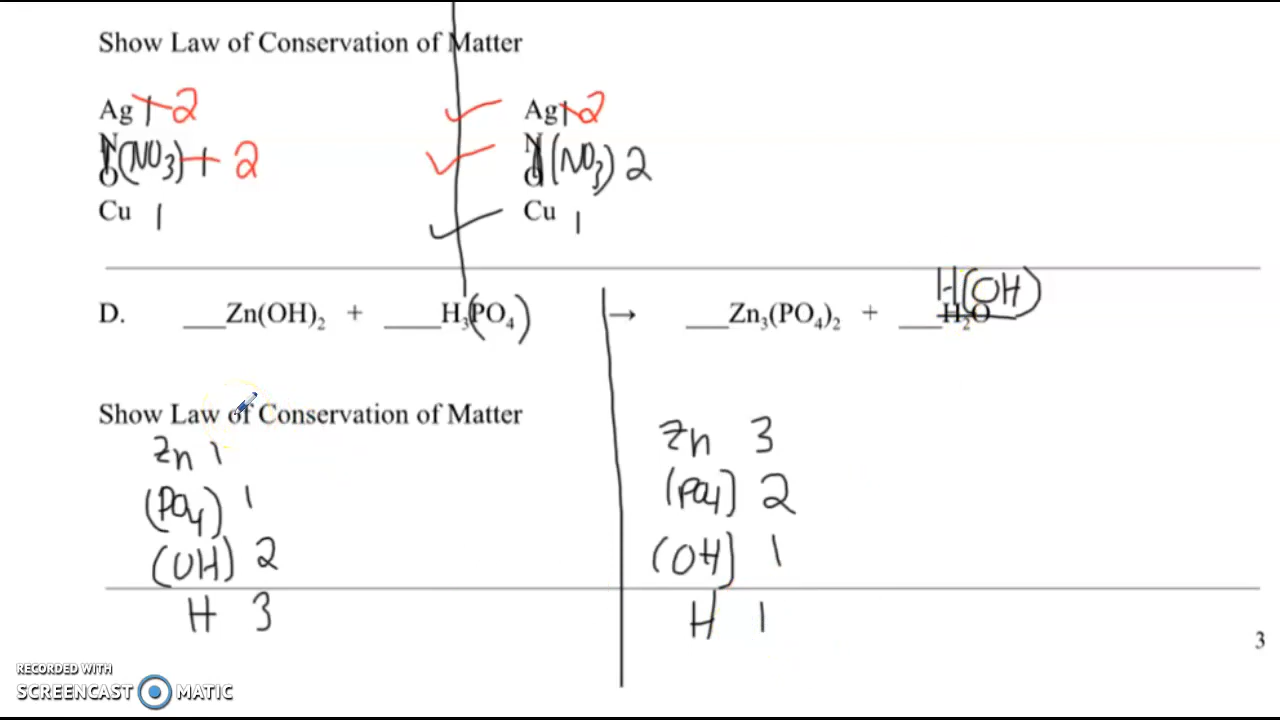 Show Law of Conservation of Matter
Ag 1 2 Ag 1 2
N (NO3) 1 2 N (NO3) 2
O O
Cu 1 Cu 1
H(OH)
D. ___Zn(OH)₂ + ____H₃(PO₄) → ___Zn₃(PO₄)₂ + ___H₂O
Show Law of Conservation of Matter
Zn 1 Zn 3
(PO4) 1 (PO4) 2
(OH) 2 (OH) 1
H 3 H 1
3
RECORDED WITH
SCREENCAST MATIC